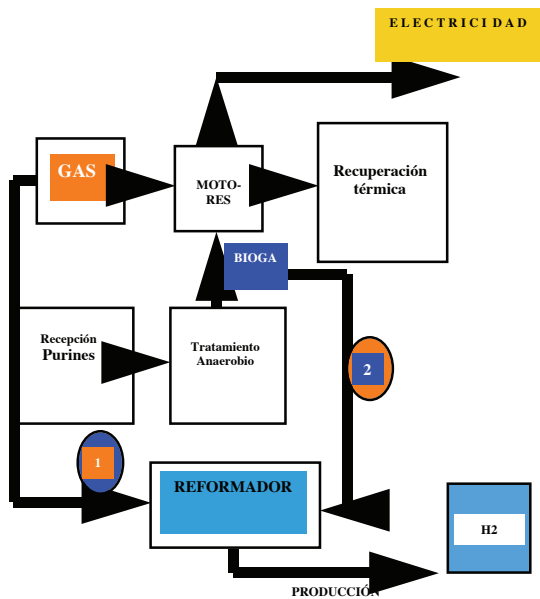 ELECTRICIDAD
GAS
MOTO-
RES
Recuperación
térmica
BIOGA
Recepción
Purines
Tratamiento
Anaerobio
2
1
REFORMADOR
H2
PRODUCCIÓN